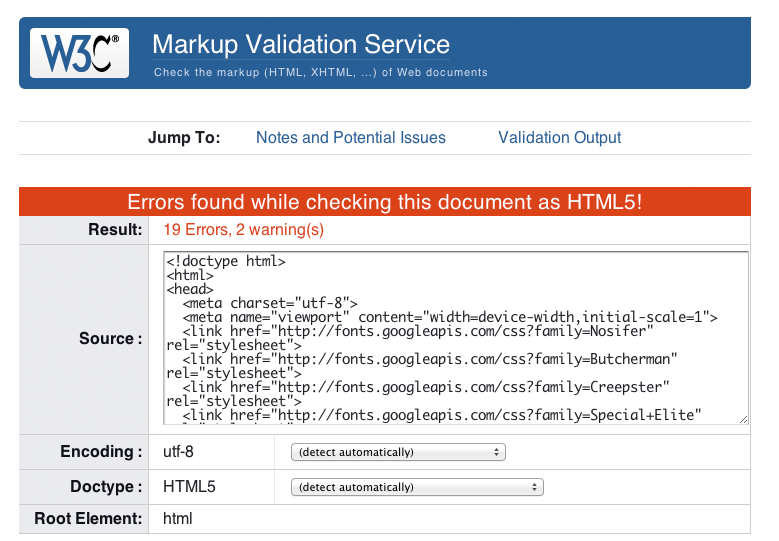 W3C®
Markup Validation Service
Check the markup (HTML, XHTML, ...) of Web documents
Jump To: Notes and Potential Issues Validation Output
Errors found while checking this document as HTML5!
Result: 19 Errors, 2 warning(s)
Source :
<!doctype html>
<html>
<head>
<meta charset="utf-8">
<meta name="viewport" content="width=device-width,initial-scale=1">
<link href="http://fonts.googleapis.com/css?family=Nosifer"
rel="stylesheet">
<link href="http://fonts.googleapis.com/css?family=Butcherman"
rel="stylesheet">
<link href="http://fonts.googleapis.com/css?family=Creepster"
rel="stylesheet">
<link href="http://fonts.googleapis.com/css?family=Special+Elite"
Encoding : utf-8 (detect automatically)
Doctype : HTML5 (detect automatically)
Root Element: html